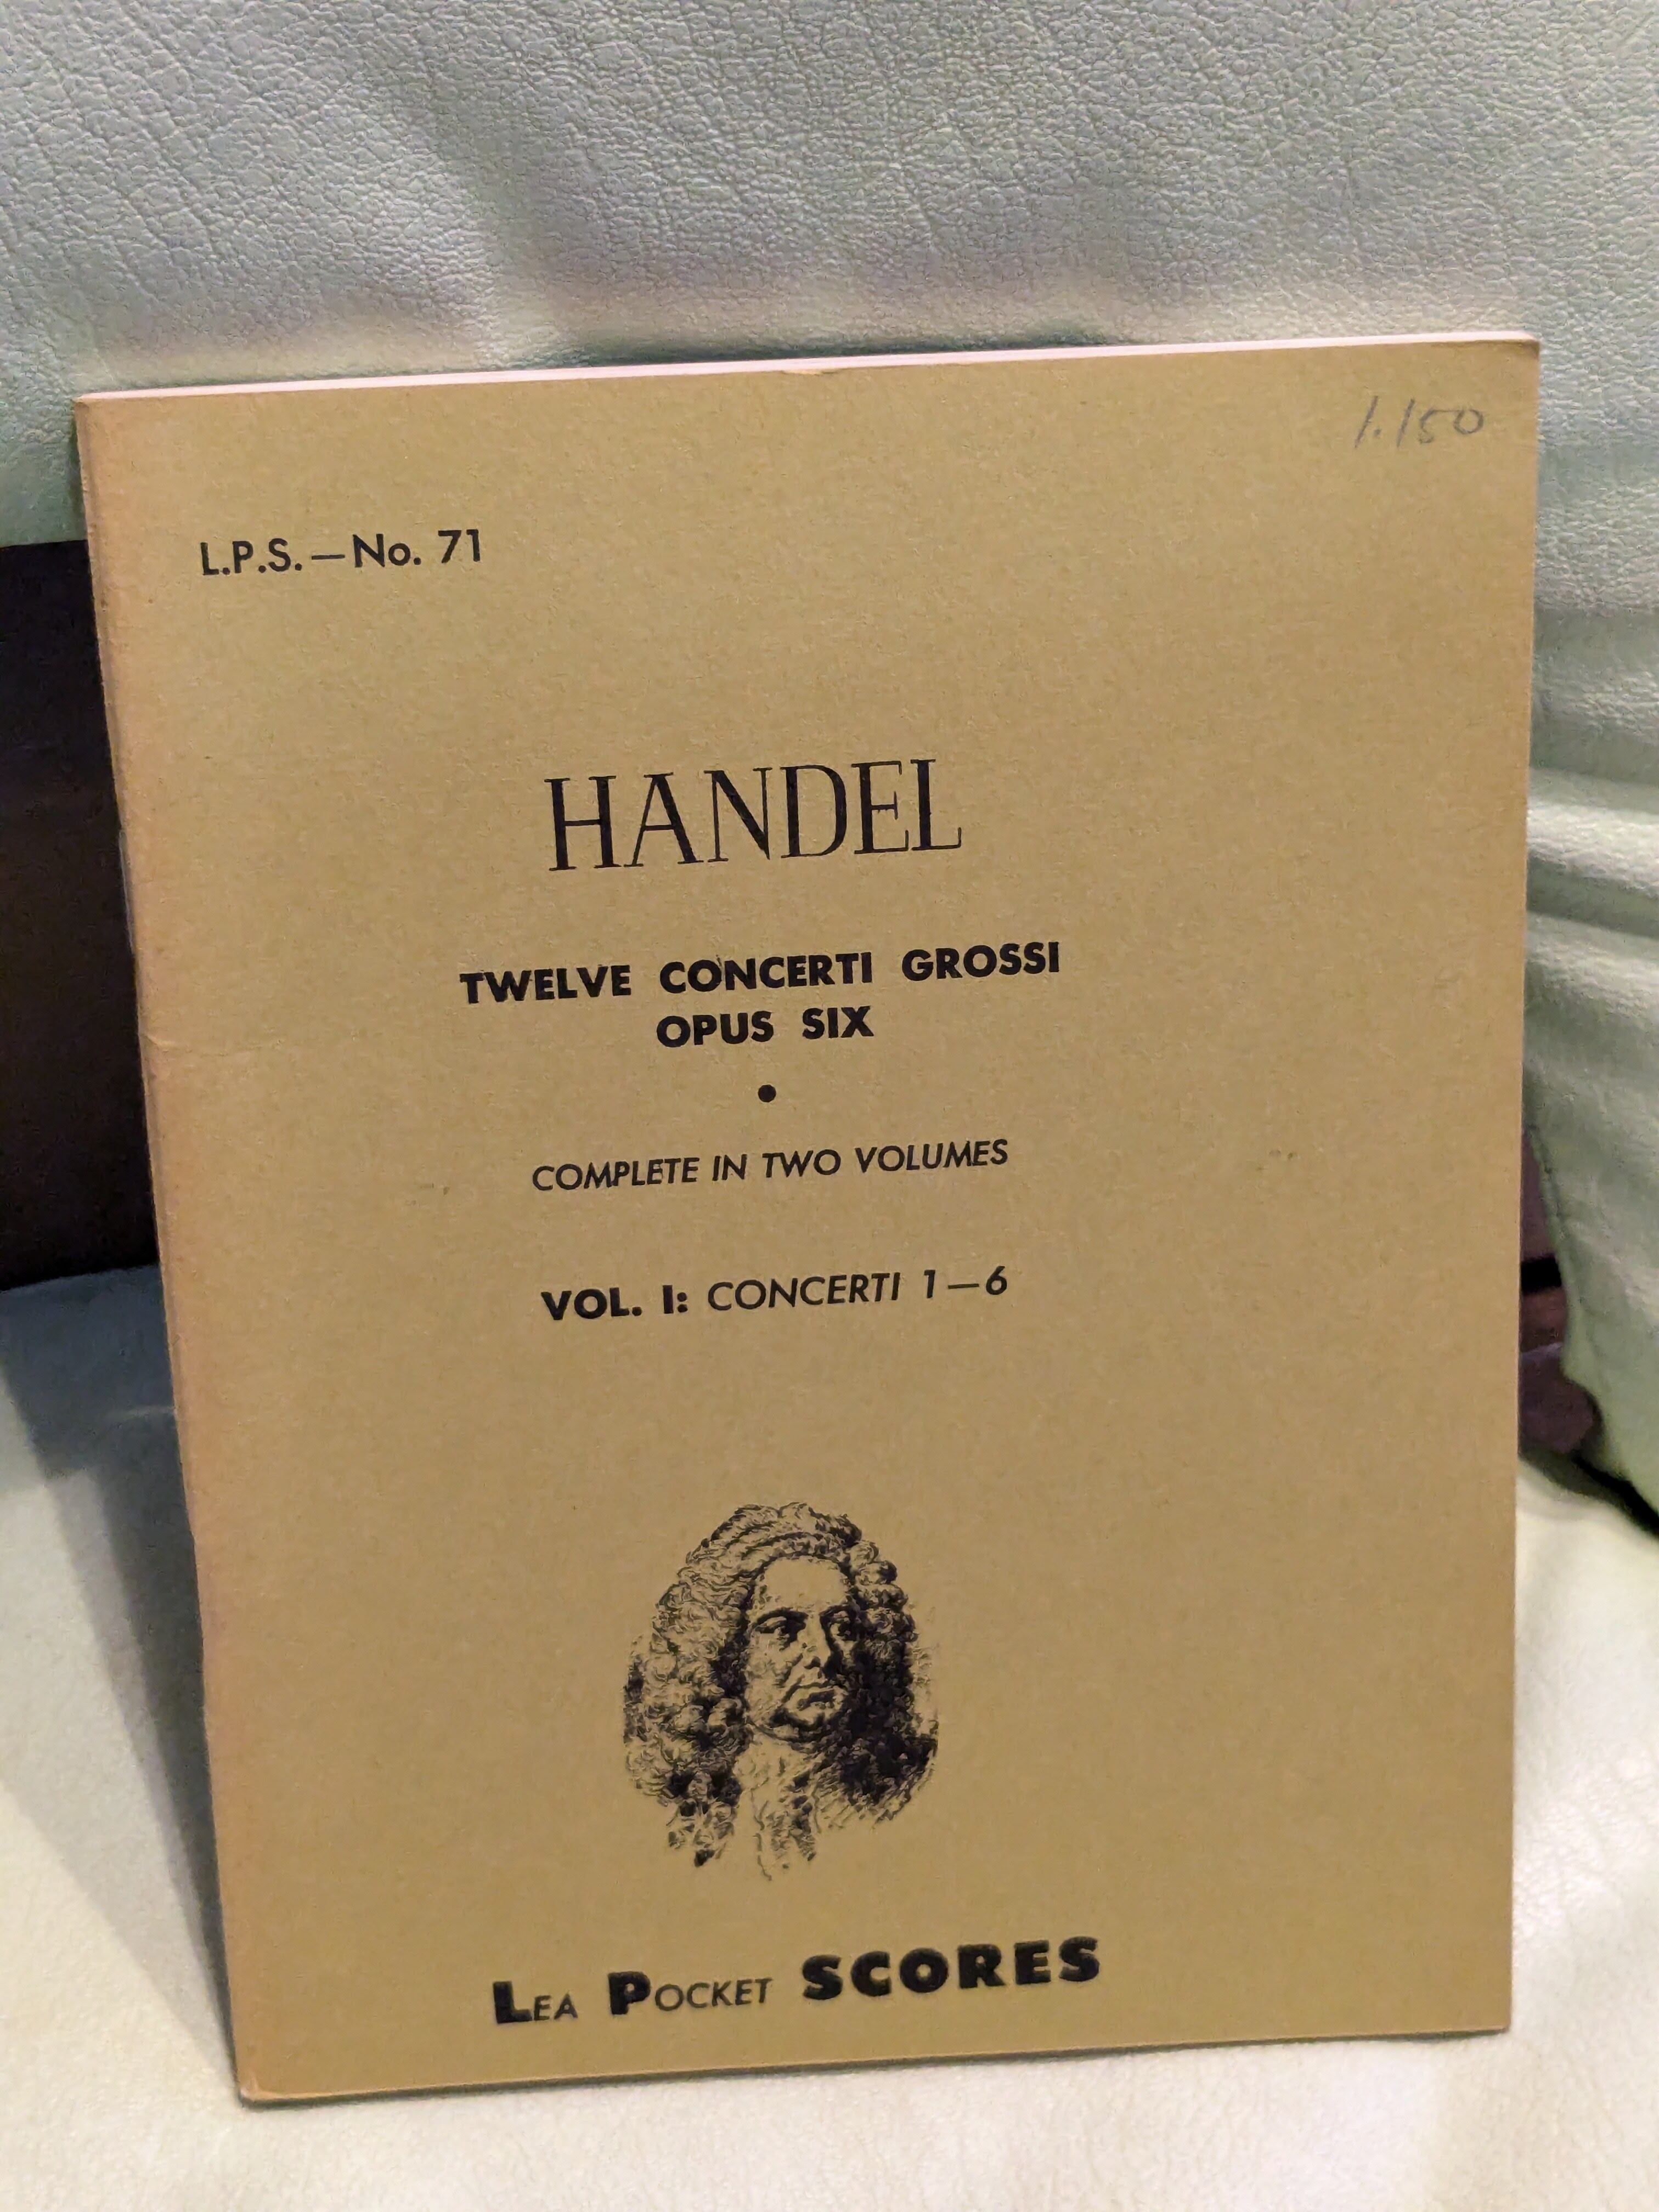 1.150
L.P.S. — No. 71
HANDEL
TWELVE CONCERTI GROSSI
OPUS SIX
•
COMPLETE IN TWO VOLUMES
VOL. I: CONCERTI 1—6
LEA POCKET SCORES